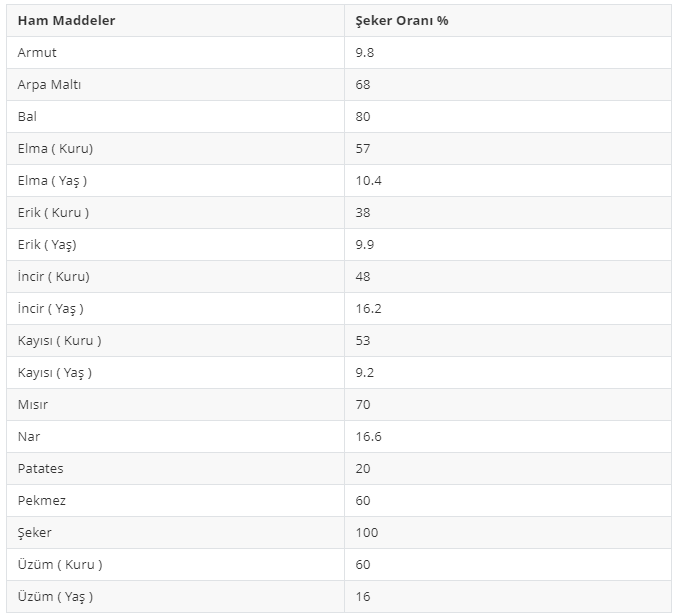 Ham Maddeler Şeker Oranı %
Armut 9.8
Arpa Maltı 68
Bal 80
Elma ( Kuru) 57
Elma ( Yaş ) 10.4
Erik ( Kuru ) 38
Erik ( Yaş) 9.9
İncir ( Kuru) 48
İncir ( Yaş ) 16.2
Kayısı ( Kuru ) 53
Kayısı ( Yaş ) 9.2
Mısır 70
Nar 16.6
Patates 20
Pekmez 60
Şeker 100
Üzüm ( Kuru ) 60
Üzüm ( Yaş ) 16